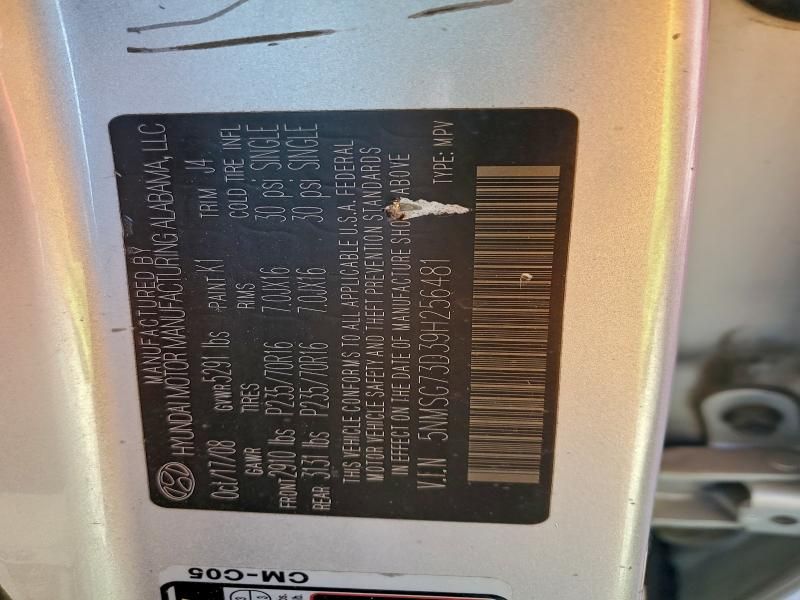 MANUFACTURED BY
HYUNDAI MOTOR MANUFACTURING ALABAMA, LLC
Oct/17/08 GVWR 5291 lbs PAINT K1 TRIM J4
GAWR TIRES RIMS COLD TIRE INFL
FRONT 2910 lbs P235/70R16 7.0JX16 30 psi SINGLE
REAR 3131 lbs P235/70R16 7.0JX16 30 psi SINGLE
THIS VEHICLE CONFORMS TO ALL APPLICABLE U.S.A. FEDERAL
MOTOR VEHICLE SAFETY AND THEFT PREVENTION STANDARDS
IN EFFECT ON THE DATE OF MANUFACTURE SHO ABOVE
V.I.N 5NMSG73D39H256481 TYPE: MPV
CM-C05